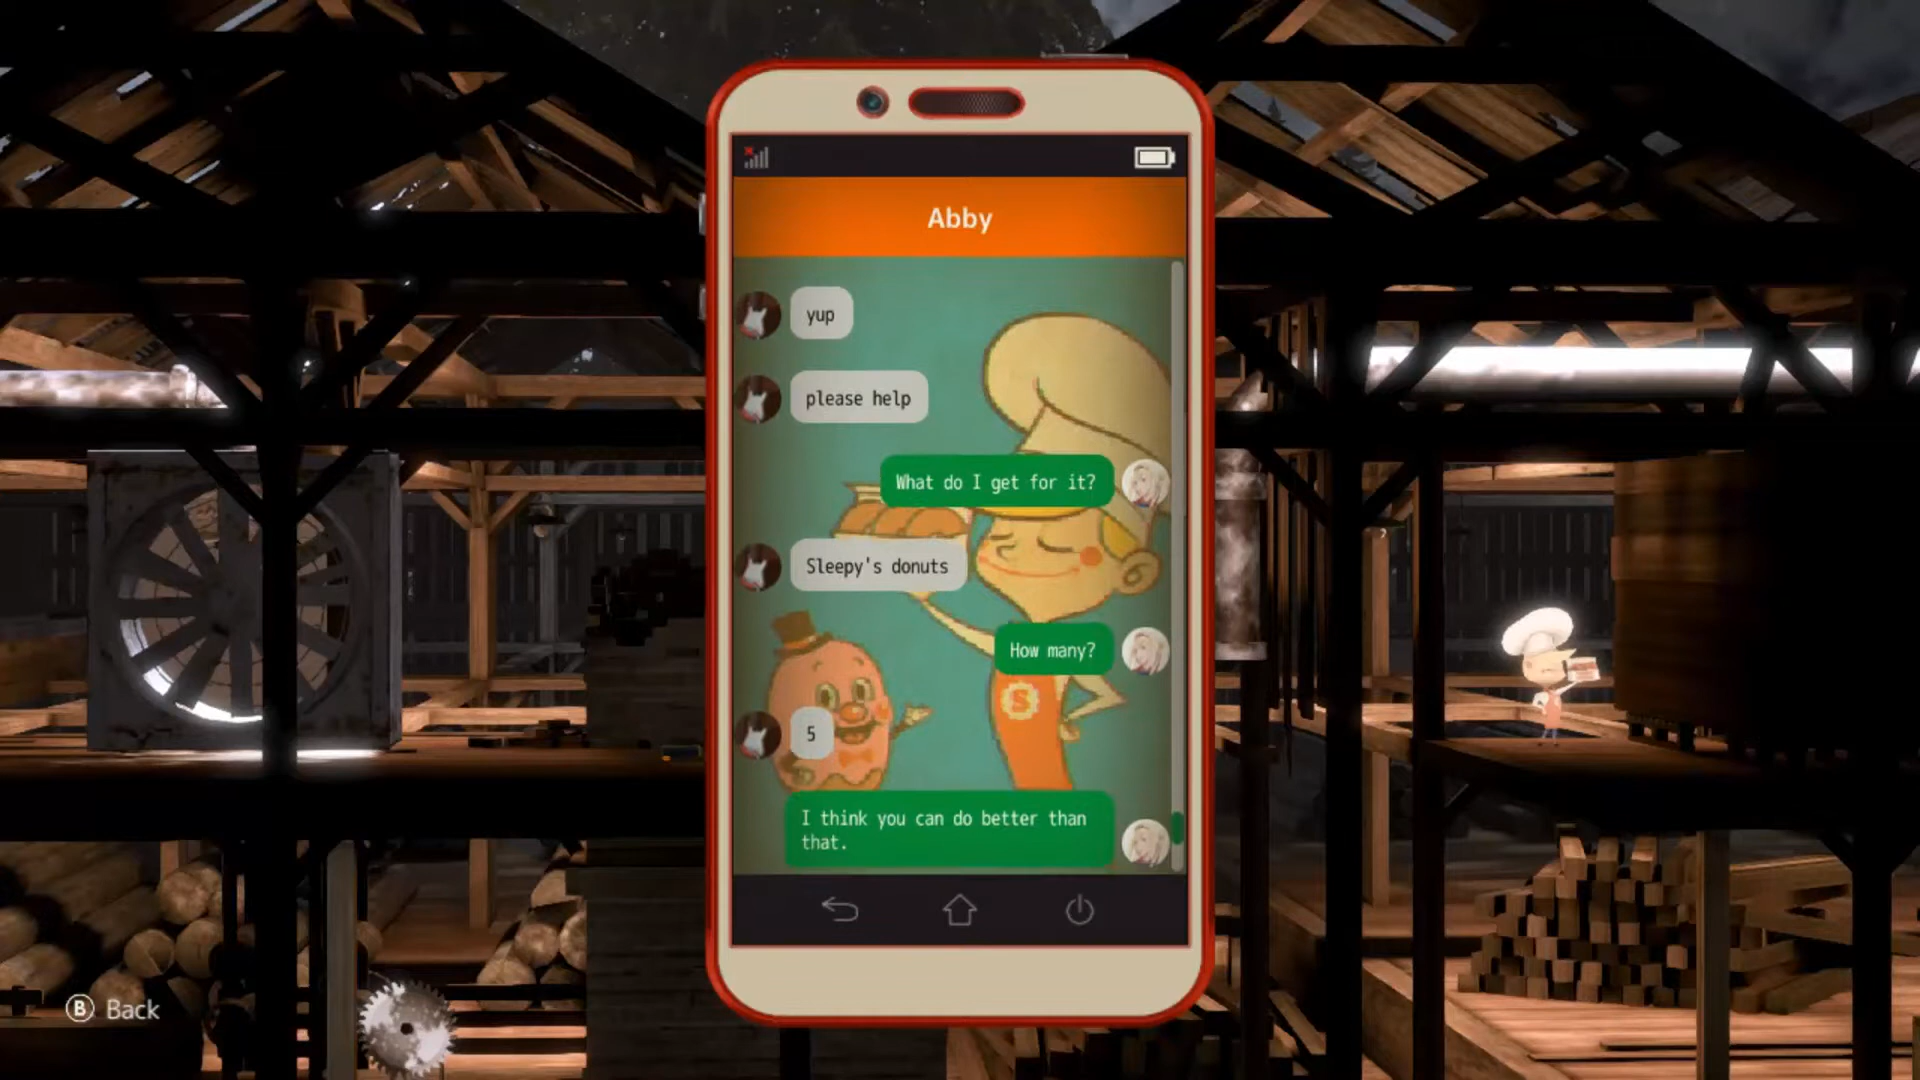 Abby
yup
please help
What do I get for it?
Sleepy's donuts
How many?
S
5
I think you can do better than
that.
B Back